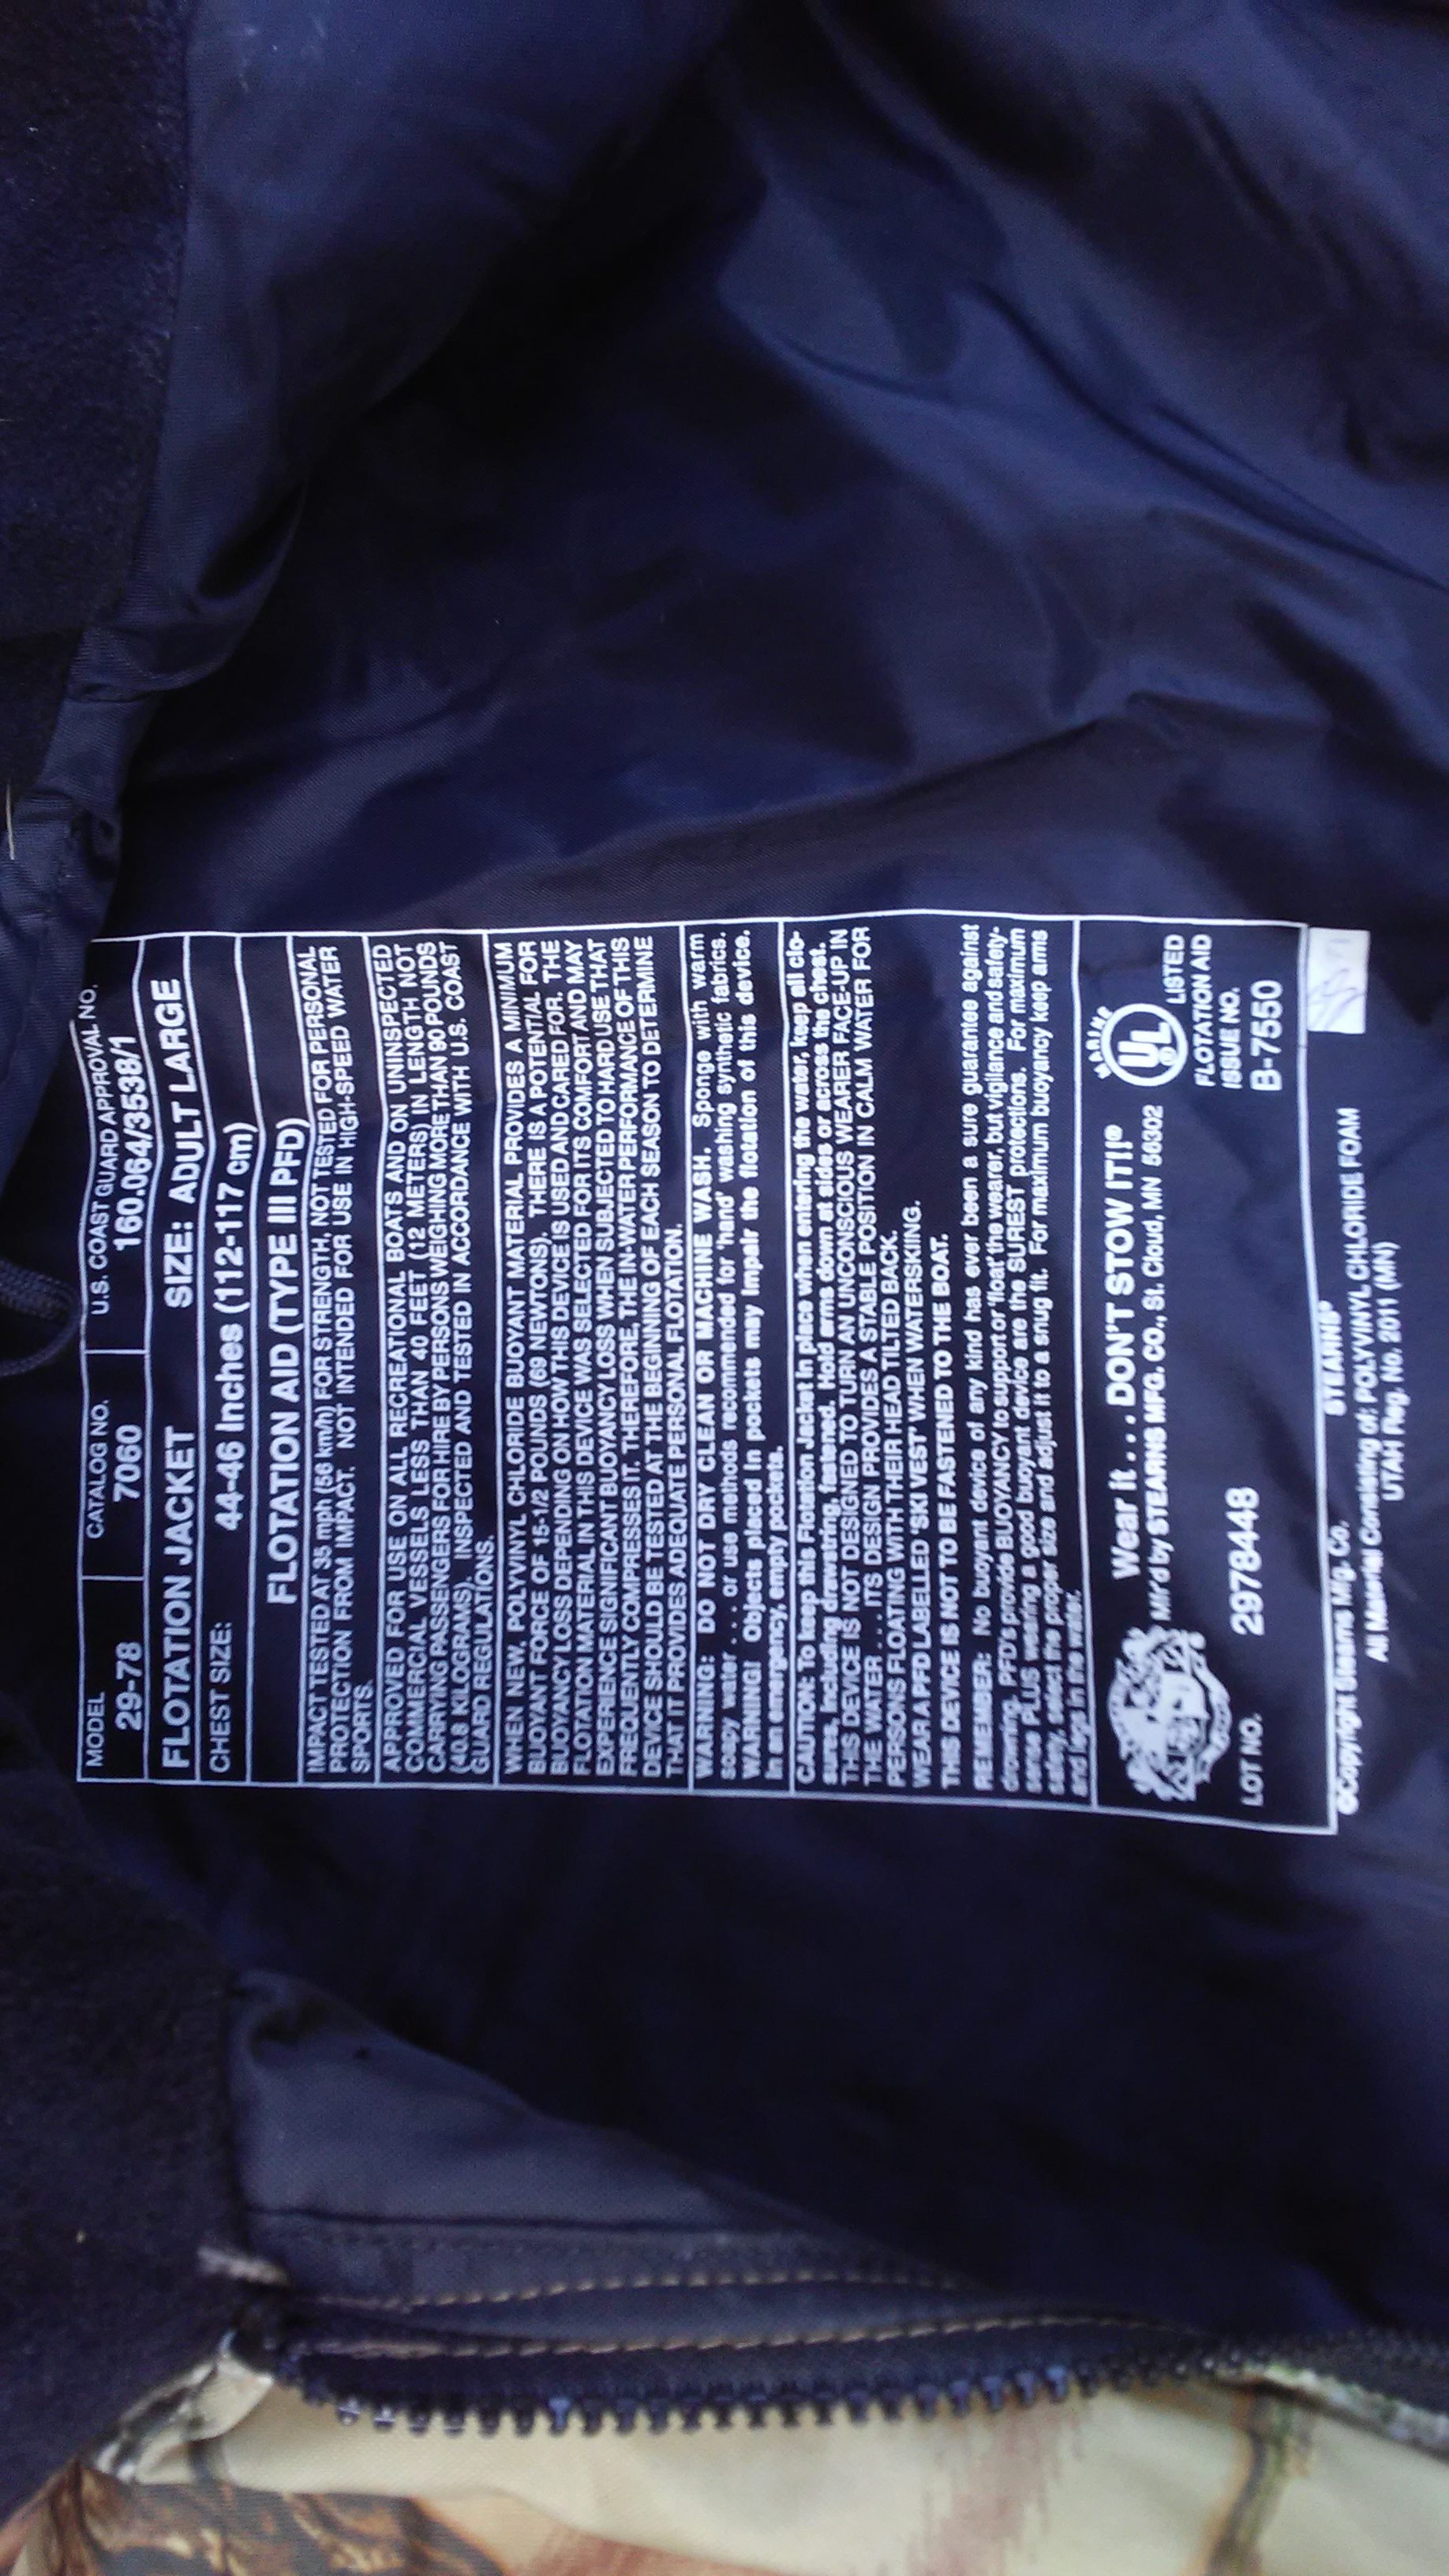 MODEL CATALOG NO. U.S. COAST GUARD APPROVAL NO.
29-78 7060 160.064/3538/1
FLOTATION JACKET SIZE: ADULT LARGE
CHEST SIZE: 44-46 Inches (112-117 cm)
FLOTATION AID (TYPE III PFD)
IMPACT TESTED AT 35 mph (56 km/h) FOR STRENGTH, NOT TESTED FOR PERSONAL
PROTECTION FROM IMPACT. NOT INTENDED FOR USE IN HIGH-SPEED WATER
SPORTS.
APPROVED FOR USE ON ALL RECREATIONAL BOATS AND ON UNINSPECTED
COMMERCIAL VESSELS LESS THAN 40 FEET (12 METERS) IN LENGTH NOT
CARRYING PASSENGERS FOR HIRE BY PERSONS WEIGHING MORE THAN 90 POUNDS
(40.8 KILOGRAMS). INSPECTED AND TESTED IN ACCORDANCE WITH U.S. COAST
GUARD REGULATIONS.
WHEN NEW, POLYVINYL CHLORIDE BUOYANT MATERIAL PROVIDES A MINIMUM
BUOYANT FORCE OF 15-1/2 POUNDS (69 NEWTONS). THERE IS A POTENTIAL FOR
BUOYANCY LOSS DEPENDING ON HOW THIS DEVICE IS USED AND CARED FOR. THE
FLOTATION MATERIAL IN THIS DEVICE WAS SELECTED FOR ITS COMFORT AND MAY
EXPERIENCE SIGNIFICANT BUOYANCY LOSS WHEN SUBJECTED TO HARD USE THAT
FREQUENTLY COMPRESSES IT. THEREFORE, THE IN-WATER PERFORMANCE OF THIS
DEVICE SHOULD BE TESTED AT THE BEGINNING OF EACH SEASON TO DETERMINE
THAT IT PROVIDES ADEQUATE PERSONAL FLOTATION.
WARNING: DO NOT DRY CLEAN OR MACHINE WASH. Sponge with warm
soapy water . . . or use methods recommended for 'hand' washing synthetic fabrics.
WARNING! Objects placed in pockets may impair the flotation of this device.
In an emergency, empty pockets.
CAUTION: To keep this Flotation Jacket in place when entering the water, keep all clo-
sures, including drawstring, fastened. Hold arms down at sides or across the chest.
THIS DEVICE IS NOT DESIGNED TO TURN AN UNCONSCIOUS WEARER FACE-UP IN
THE WATER . . . ITS DESIGN PROVIDES A STABLE POSITION IN CALM WATER FOR
PERSONS FLOATING WITH THEIR HEAD TILTED BACK.
WEAR A PFD LABELLED 'SKI VEST' WHEN WATERSKIING.
THIS DEVICE IS NOT TO BE FASTENED TO THE BOAT.
REMEMBER: No buoyant device of any kind has ever been a sure guarantee against
drowning. PFD's provide BUOYANCY to support or 'float' the wearer, but vigilance and safety-
sense PLUS wearing a good buoyant device are the SUREST protections. For maximum
safety, select the proper size and adjust it to a snug fit. For maximum buoyancy keep arms
and legs in the water.
Wear it . . . DON'T STOW IT!®
Mfr'd by STEARNS MFG. CO., St. Cloud, MN 56302
MARINE
UL® LISTED
FLOTATION AID
ISSUE NO.
B-7550
LOT NO. 2978448
©Copyright Stearns Mfg. Co. STEARNS®
All Material Consisting of: POLYVINYL CHLORIDE FOAM
UTAH Reg. No. 2011 (MN)